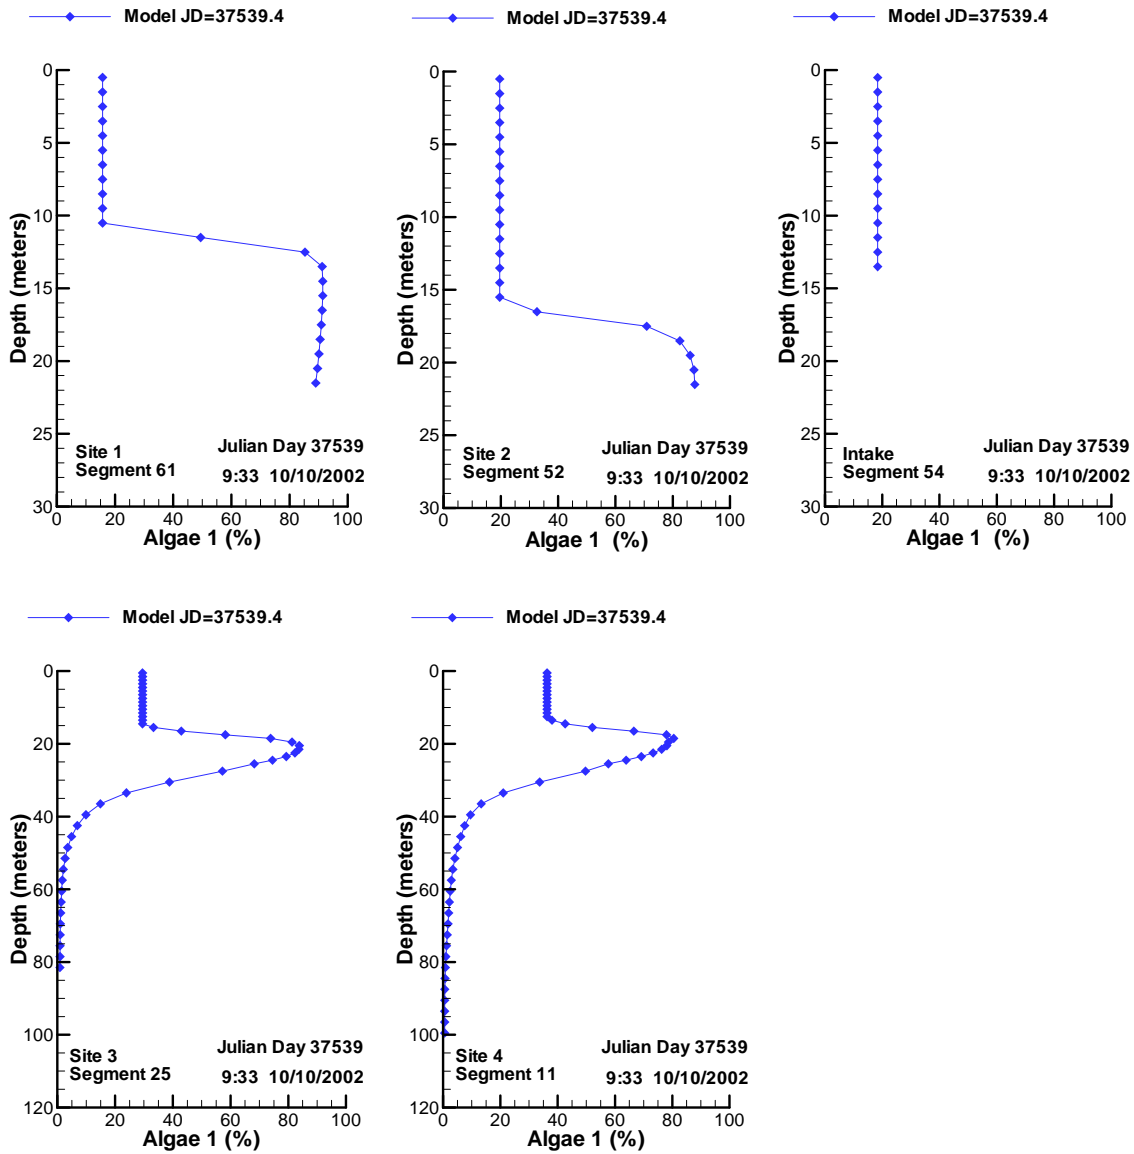 Model JD=37539.4
0
5
10
15
20
25
30
Depth (meters)
Site 1
Segment 61
Julian Day 37539
9:33 10/10/2002
0 20 40 60 80 100
Algae 1 (%)
Model JD=37539.4
0
5
10
15
20
25
30
Depth (meters)
Site 2
Segment 52
Julian Day 37539
9:33 10/10/2002
0 20 40 60 80 100
Algae 1 (%)
Model JD=37539.4
0
5
10
15
20
25
30
Depth (meters)
Intake
Segment 54
Julian Day 37539
9:33 10/10/2002
0 20 40 60 80 100
Algae 1 (%)
Model JD=37539.4
0
20
40
60
80
100
120
Depth (meters)
Site 3
Segment 25
Julian Day 37539
9:33 10/10/2002
0 20 40 60 80 100
Algae 1 (%)
Model JD=37539.4
0
20
40
60
80
100
120
Depth (meters)
Site 4
Segment 11
Julian Day 37539
9:33 10/10/2002
0 20 40 60 80 100
Algae 1 (%)